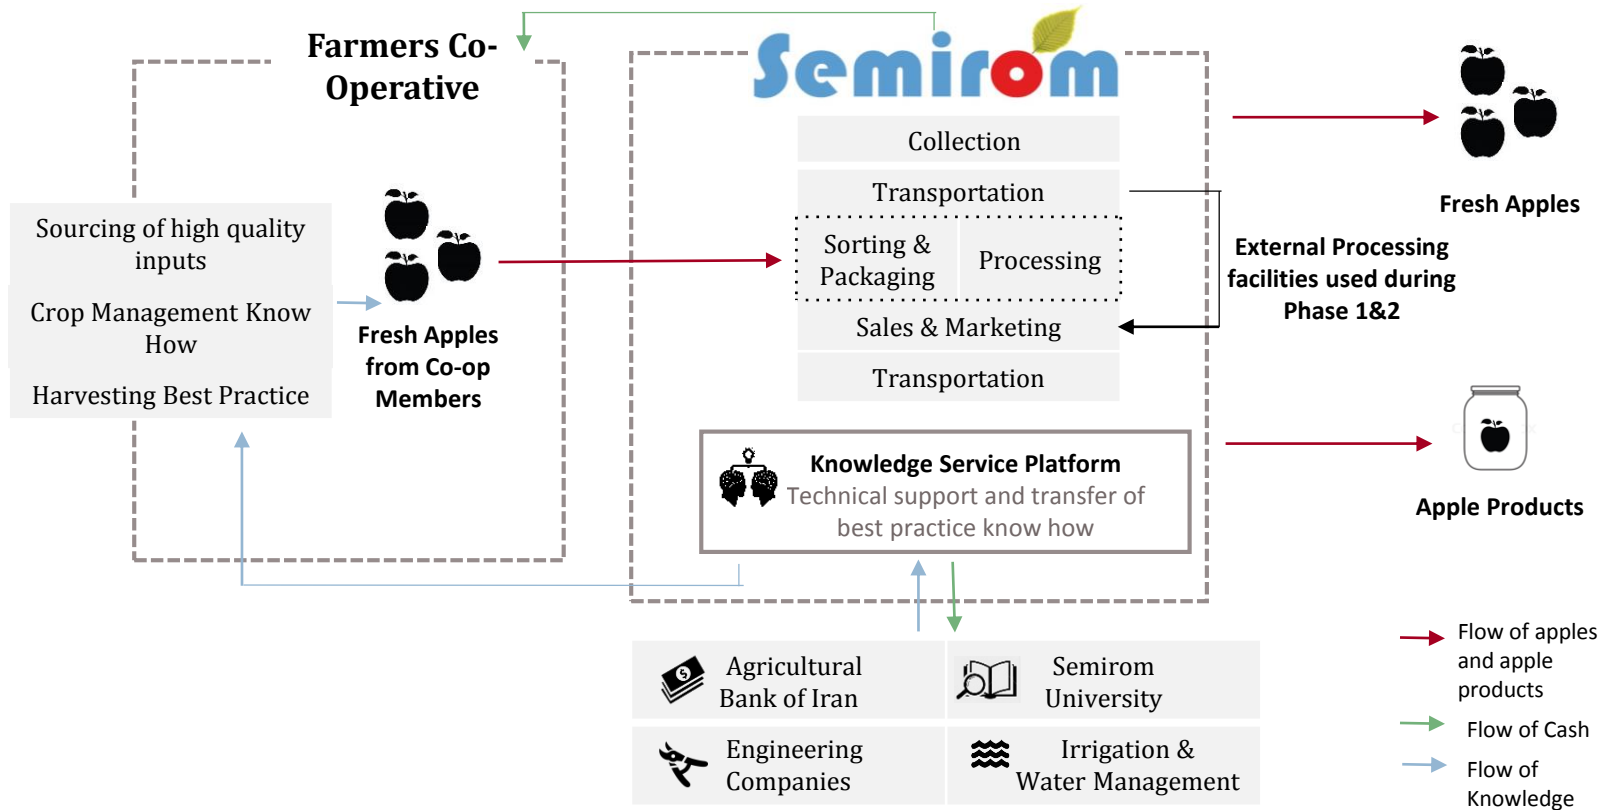 Farmers Co-
Operative
Semirom
Collection
Transportation
Sorting &
Packaging
Processing
Sales & Marketing
Transportation
Sourcing of high quality
inputs
Crop Management Know
How
Harvesting Best Practice
Fresh Apples
from Co-op
Members
External Processing
facilities used during
Phase 1&2
Fresh Apples
Apple Products
Knowledge Service Platform
Technical support and transfer of
best practice know how
Agricultural
Bank of Iran
Semirom
University
Engineering
Companies
Irrigation &
Water Management
Flow of apples
and apple
products
Flow of Cash
Flow of
Knowledge